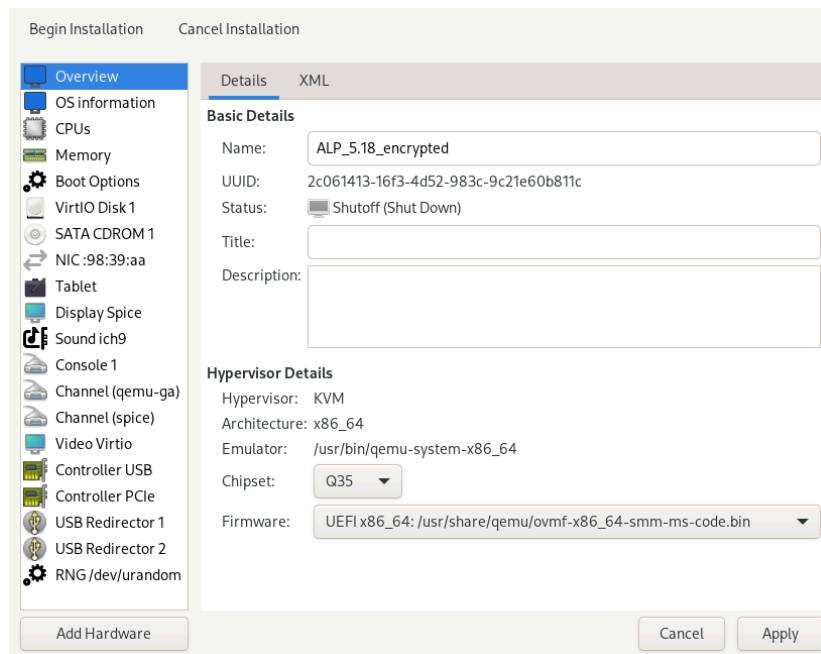 Begin Installation Cancel Installation
Overview
OS information
CPUs
Memory
Boot Options
VirtIO Disk 1
SATA CDROM 1
NIC :98:39:aa
Tablet
Display Spice
Sound ich9
Console 1
Channel (qemu-ga)
Channel (spice)
Video Virtio
Controller USB
Controller PCIe
USB Redirector 1
USB Redirector 2
RNG /dev/urandom
Add Hardware
Details XML
Basic Details
Name: ALP_5.18_encrypted
UUID: 2c061413-16f3-4d52-983c-9c21e60b811c
Status: Shutoff (Shut Down)
Title:
Description:
Hypervisor Details
Hypervisor: KVM
Architecture: x86_64
Emulator: /usr/bin/qemu-system-x86_64
Chipset: Q35
Firmware: UEFI x86_64: /usr/share/qemu/ovmf-x86_64-smm-ms-code.bin
Cancel Apply